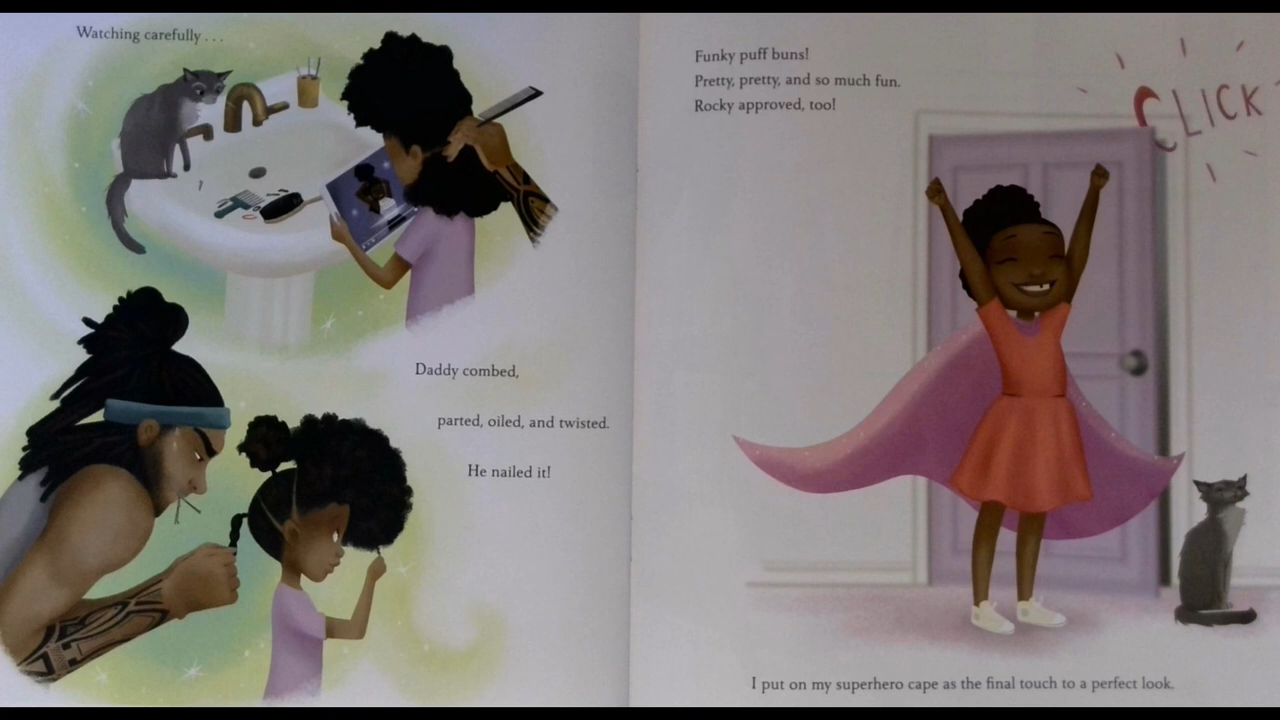 Watching carefully . . .
Daddy combed,
parted, oiled, and twisted.
He nailed it!
Funky puff buns!
Pretty, pretty, and so much fun.
Rocky approved, too!
CLICK
I put on my superhero cape as the final touch to a perfect look.